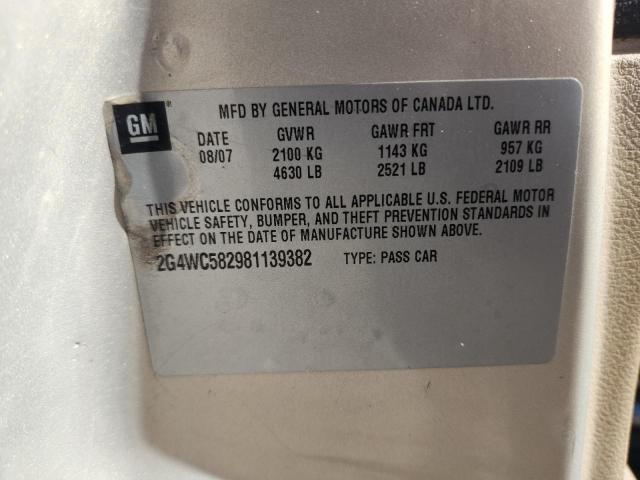 GM
MFD BY GENERAL MOTORS OF CANADA LTD.
DATE GVWR GAWR FRT GAWR RR
08/07 2100 KG 1143 KG 957 KG
4630 LB 2521 LB 2109 LB
THIS VEHICLE CONFORMS TO ALL APPLICABLE U.S. FEDERAL MOTOR
VEHICLE SAFETY, BUMPER, AND THEFT PREVENTION STANDARDS IN
EFFECT ON THE DATE OF MANUFACTURE SHOWN ABOVE.
2G4WC582981139382 TYPE: PASS CAR